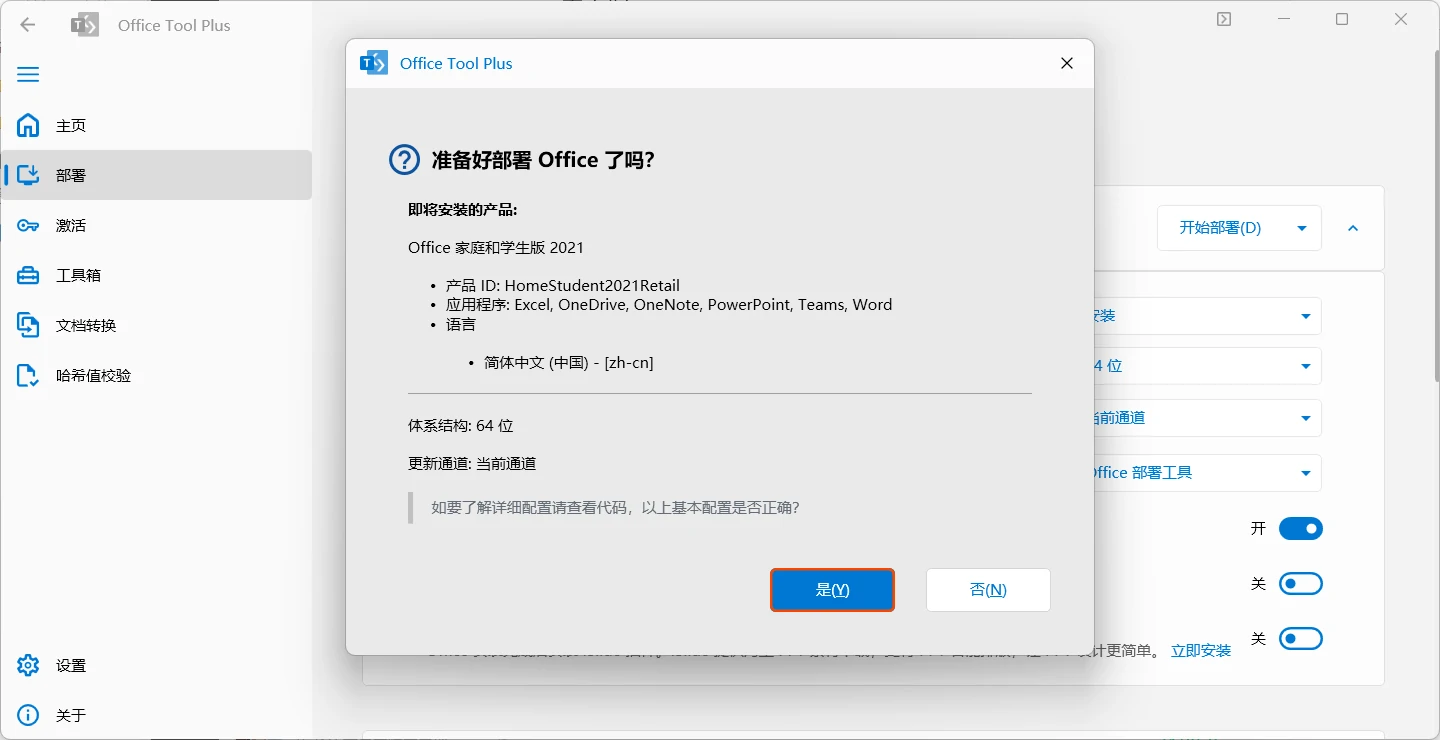 Office Tool Plus
Office Tool Plus
主页
部署
激活
工具箱
文档转换
哈希值校验
设置
关于
准备好部署 Office 了吗?
即将安装的产品:
Office 家庭和学生版 2021
• 产品 ID: HomeStudent2021Retail
• 应用程序: Excel, OneDrive, OneNote, PowerPoint, Teams, Word
• 语言
• 简体中文 (中国) - [zh-cn]
体系结构: 64 位
更新通道: 当前通道
如要了解详细配置请查看代码，以上基本配置是否正确?
是(Y)
否(N)
开始部署(D)
安装
4 位
当前通道
Office 部署工具
开
关
关
计更简单。 立即安装